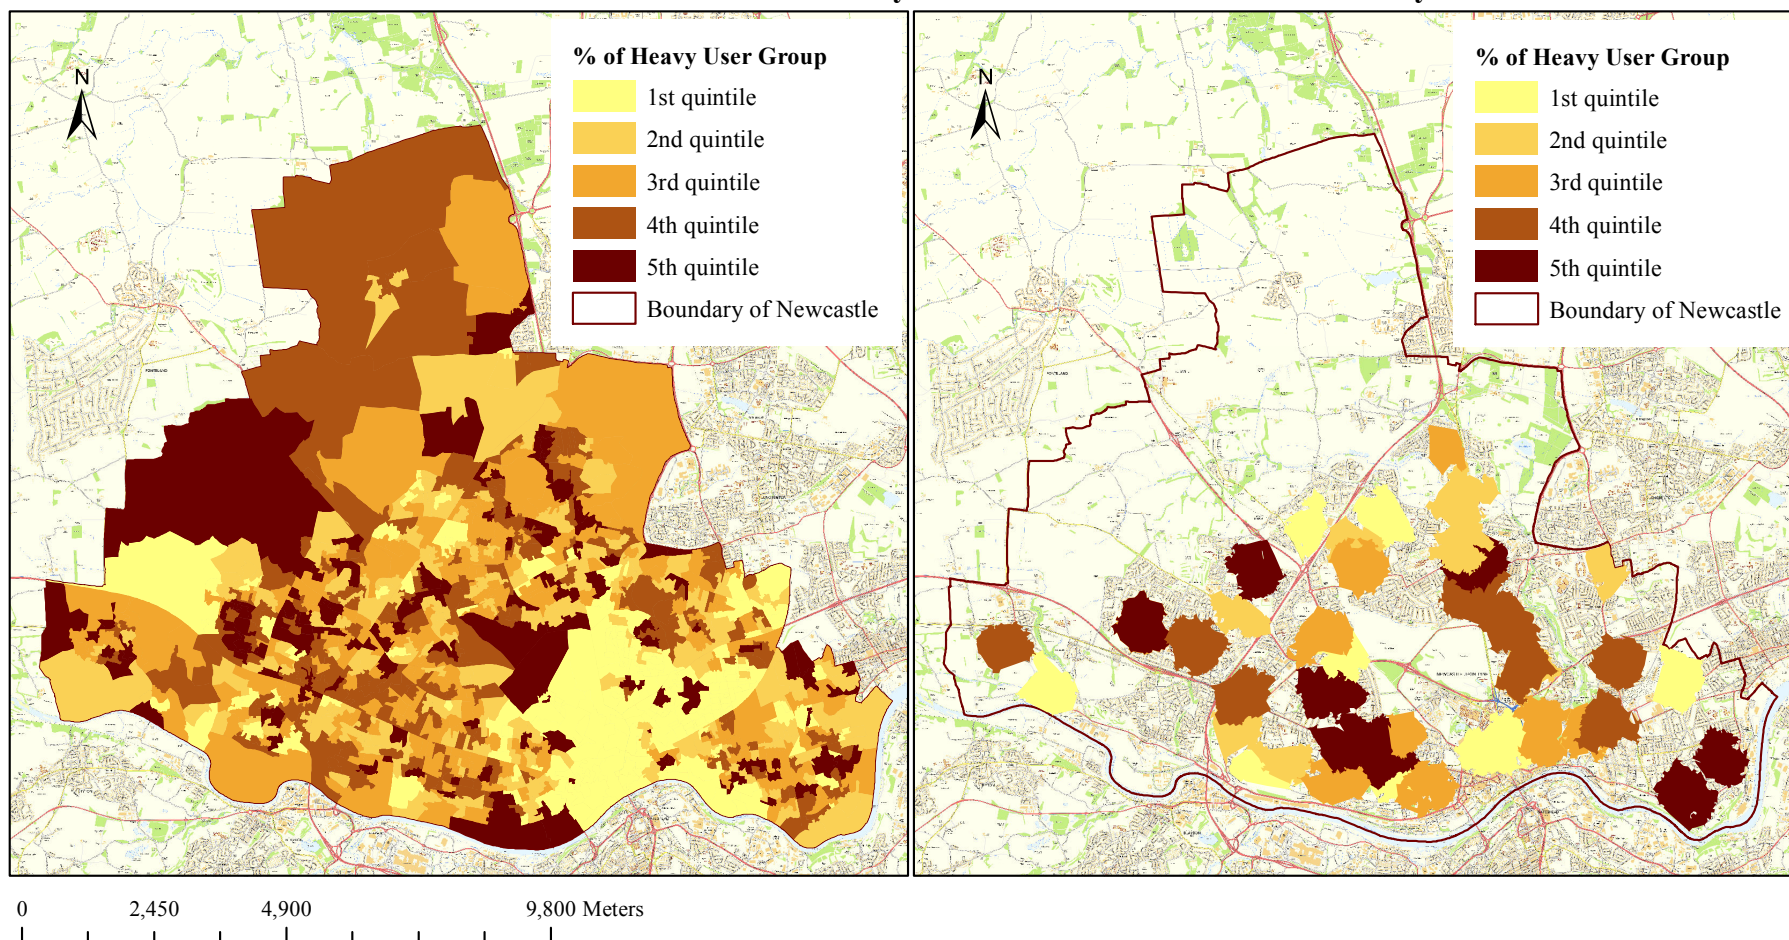 % of Heavy User Group
N
1st quintile
2nd quintile
3rd quintile
4th quintile
5th quintile
Boundary of Newcastle
% of Heavy User Group
N
1st quintile
2nd quintile
3rd quintile
4th quintile
5th quintile
Boundary of Newcastle
0 2,450 4,900 9,800 Meters